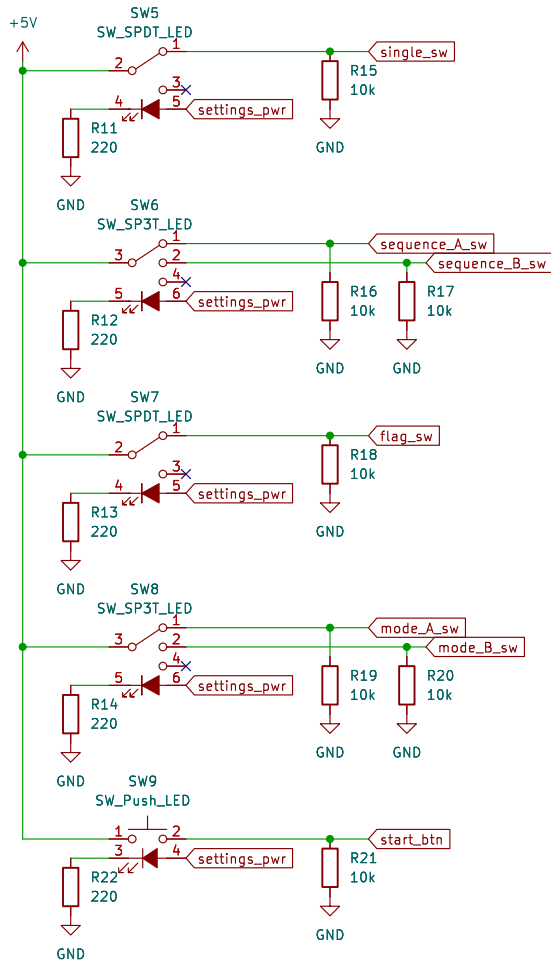 +5V
SW5
SW_SPDT_LED
1
2
3
4
5
single_sw
settings_pwr
R15
10k
GND
R11
220
GND
SW6
SW_SP3T_LED
1
2
3
4
5
6
sequence_A_sw
sequence_B_sw
settings_pwr
R16
10k
GND
R17
10k
GND
R12
220
GND
SW7
SW_SPDT_LED
1
2
3
4
5
flag_sw
settings_pwr
R18
10k
GND
R13
220
GND
SW8
SW_SP3T_LED
1
2
3
4
5
6
mode_A_sw
mode_B_sw
settings_pwr
R19
10k
GND
R20
10k
GND
R14
220
GND
SW9
SW_Push_LED
1
2
3
4
start_btn
settings_pwr
R21
10k
GND
R22
220
GND